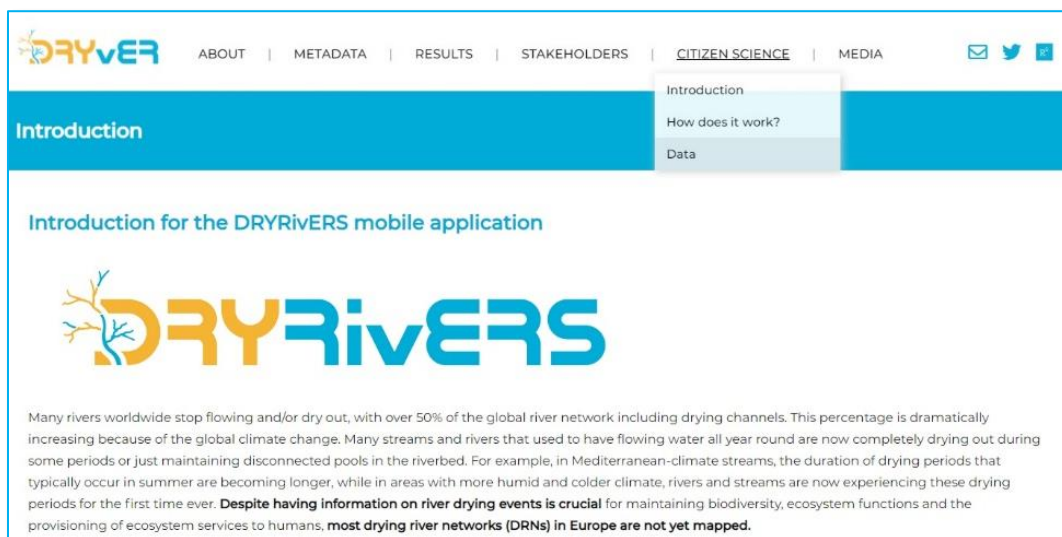 DRYvER ABOUT | METADATA | RESULTS | STAKEHOLDERS | CITIZEN SCIENCE | MEDIA
Introduction
How does it work?
Data
Introduction
Introduction for the DRYRivERS mobile application
DRYRivERS
Many rivers worldwide stop flowing and/or dry out, with over 50% of the global river network including drying channels. This percentage is dramatically
increasing because of the global climate change. Many streams and rivers that used to have flowing water all year round are now completely drying out during
some periods or just maintaining disconnected pools in the riverbed. For example, in Mediterranean-climate streams, the duration of drying periods that
typically occur in summer are becoming longer, while in areas with more humid and colder climate, rivers and streams are now experiencing these drying
periods for the first time ever. Despite having information on river drying events is crucial for maintaining biodiversity, ecosystem functions and the
provisioning of ecosystem services to humans, most drying river networks (DRNs) in Europe are not yet mapped.